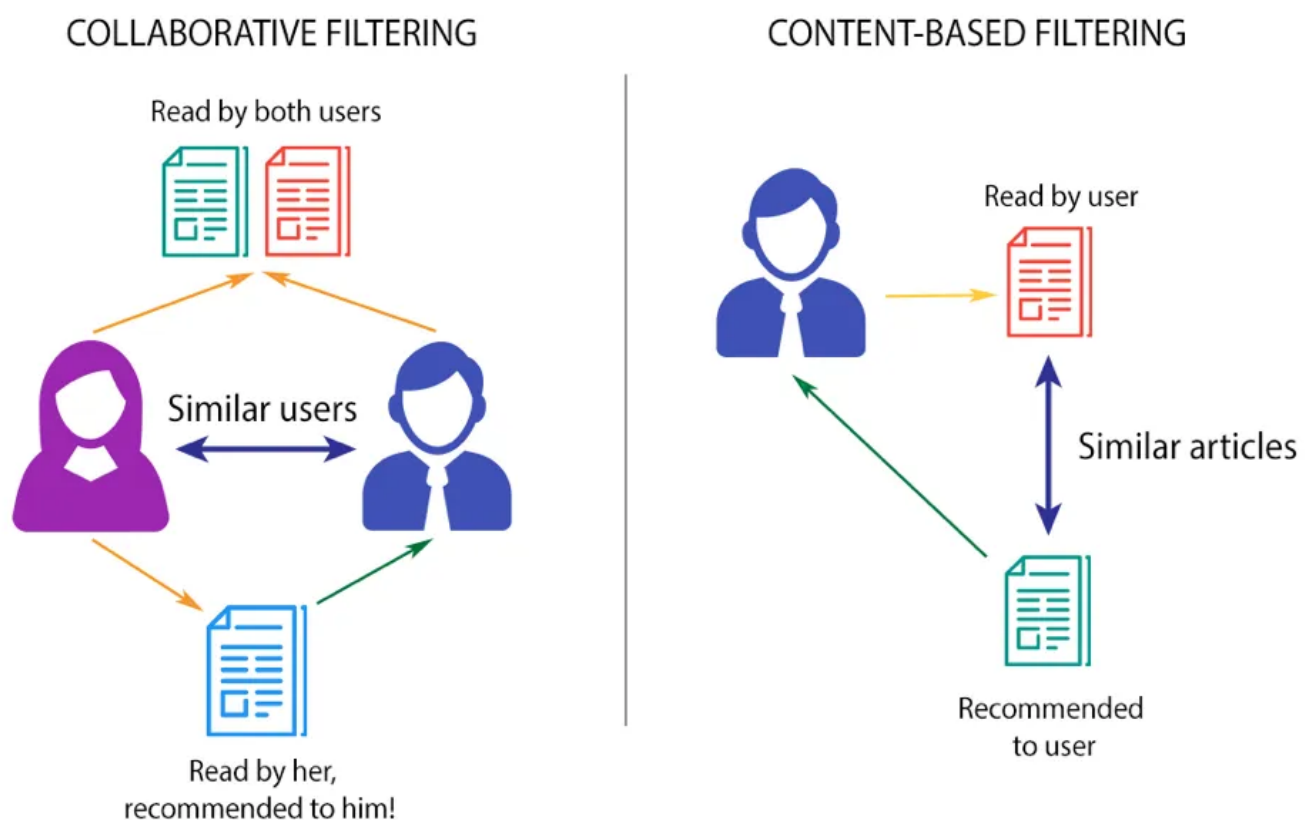 COLLABORATIVE FILTERING
Read by both users
Similar users
Read by her,
recommended to him!
CONTENT-BASED FILTERING
Read by user
Similar articles
Recommended
to user